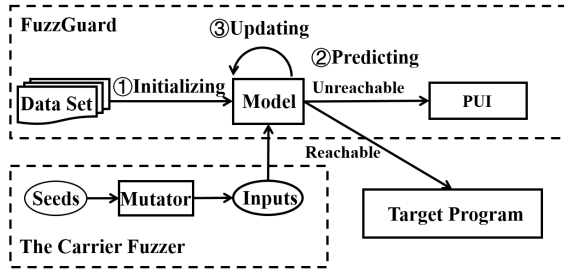 FuzzGuard
③Updating
②Predicting
①Initializing
Unreachable
Data Set
Model
PUI
Reachable
Seeds
Mutator
Inputs
Target Program
The Carrier Fuzzer